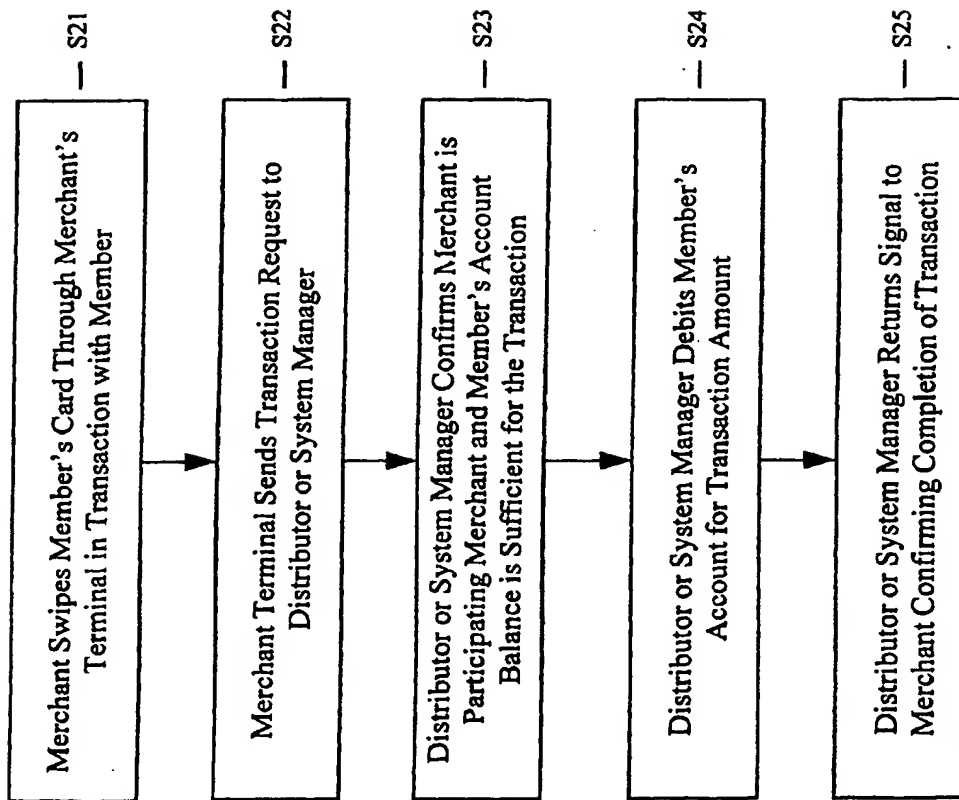 Merchant Swipes Member's Card Through Merchant's
Terminal in Transaction with Member
S21
Merchant Terminal Sends Transaction Request to
Distributor or System Manager
S22
Distributor or System Manager Confirms Merchant is
Participating Merchant and Member's Account
Balance is Sufficient for the Transaction
S23
Distributor or System Manager Debits Member's
Account for Transaction Amount
S24
Distributor or System Manager Returns Signal to
Merchant Confirming Completion of Transaction
S25